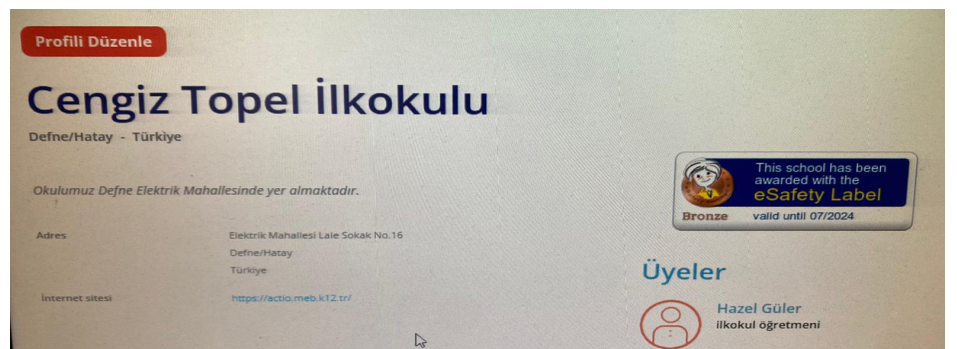 Profili Düzenle
Cengiz Topel İlkokulu
Defne/Hatay - Türkiye
Okulumuz Defne Elektrik Mahallesinde yer almaktadır.
Adres
Elektrik Mahallesi Lale Sokak No.16
Defne/Hatay
Türkiye
İnternet sitesi
https://actio.meb.k12.tr/
This school has been
awarded with the
eSafety Label
Bronze
valid until 07/2024
Üyeler
Hazel Güler
ilkokul öğretmeni